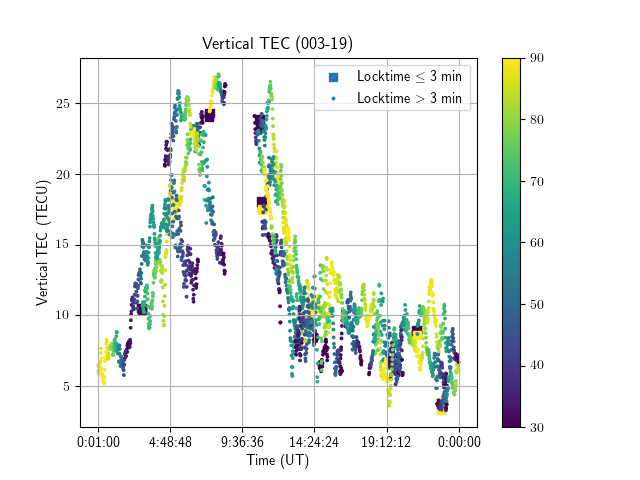 Vertical TEC (003-19)
Locktime ≤ 3 min
Locktime > 3 min
Vertical TEC (TECU)
25
20
15
10
5
0:01:00 4:48:48 9:36:36 14:24:24 19:12:12 0:00:00
Time (UT)
90
80
70
60
50
40
30